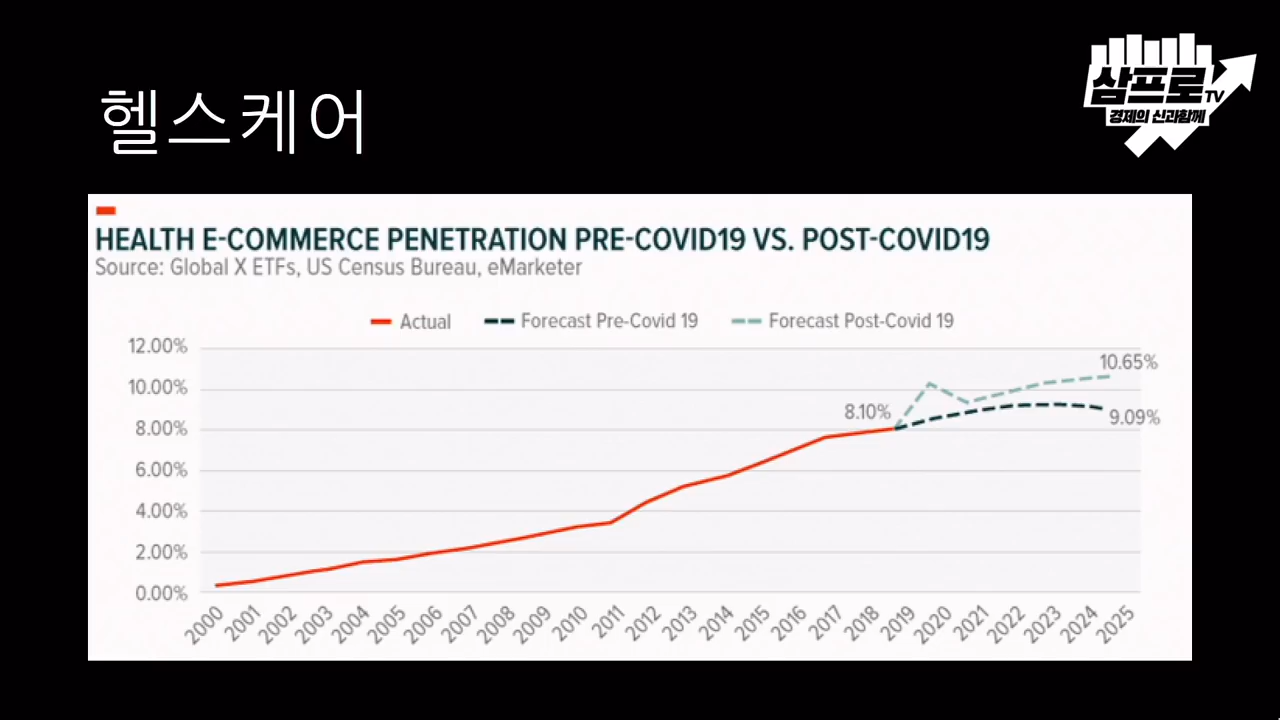 삼프로TV
경제의 신과함께
헬스케어
HEALTH E-COMMERCE PENETRATION PRE-COVID19 VS. POST-COVID19
Source: Global X ETFs, US Census Bureau, eMarketer
Actual Forecast Pre-Covid 19 Forecast Post-Covid 19
12.00%
10.65%
10.00%
8.10%
9.09%
8.00%
6.00%
4.00%
2.00%
0.00%
2000 2001 2002 2003 2004 2005 2006 2007 2008 2009 2010 2011 2012 2013 2014 2015 2016 2017 2018 2019 2020 2021 2022 2023 2024 2025